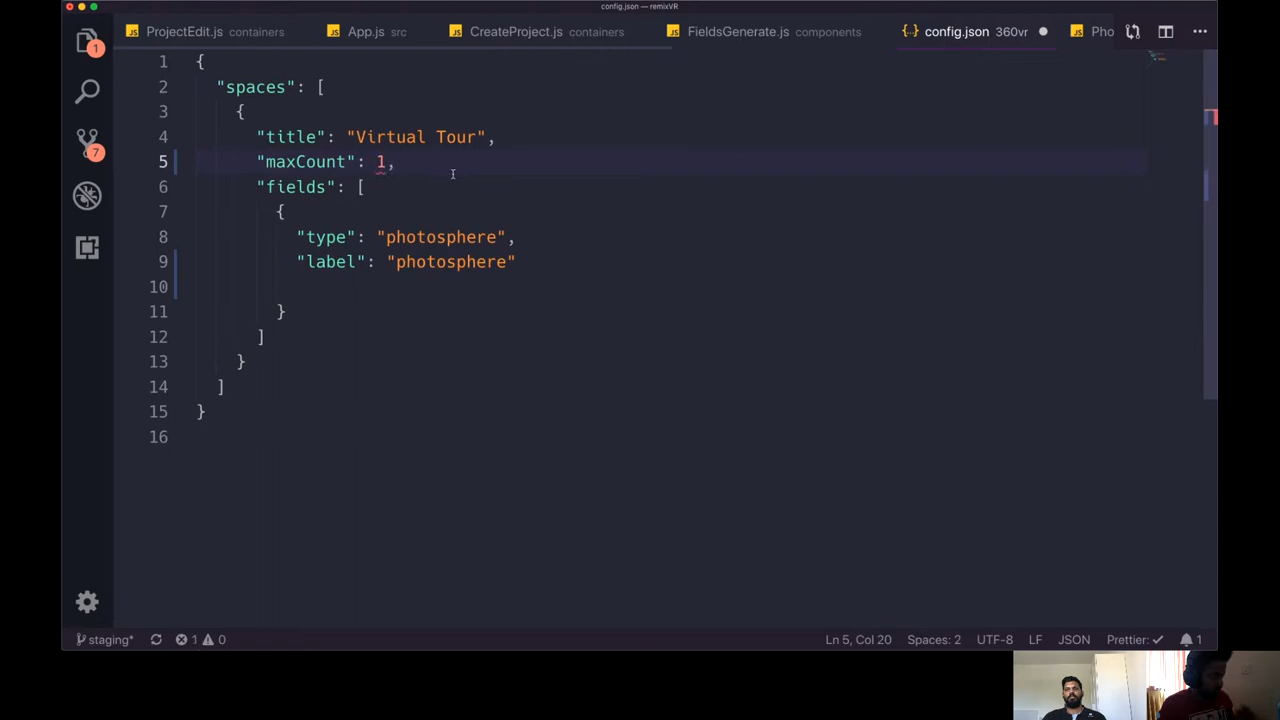 config.json — remixVR
ProjectEdit.js containers
App.js src
CreateProject.js containers
FieldsGenerate.js components
config.json 360vr
Pho
1 {
2 "spaces": [
3 {
4 "title": "Virtual Tour",
5 "maxCount": 1,
6 "fields": [
7 {
8 "type": "photosphere",
9 "label": "photosphere"
10
11 }
12 ]
13 }
14 ]
15 }
16
1
7
staging* 1 0 Ln 5, Col 20 Spaces: 2 UTF-8 LF JSON Prettier: ✓ 1